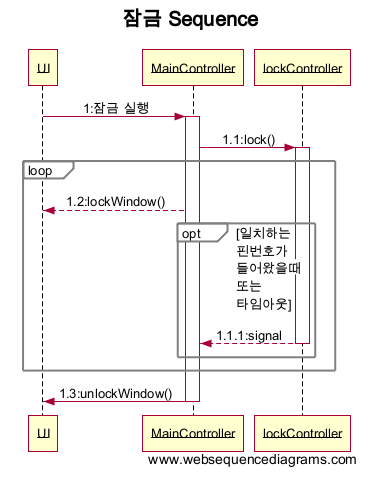 잠금 Sequence
UI
MainController
lockController
1:잠금 실행
1.1:lock()
loop
1.2:lockWindow()
opt
[일치하는
핀번호가
들어왔을때
또는
타임아웃]
1.1.1:signal
1.3:unlockWindow()
UI
MainController
lockController
www.websequencediagrams.com